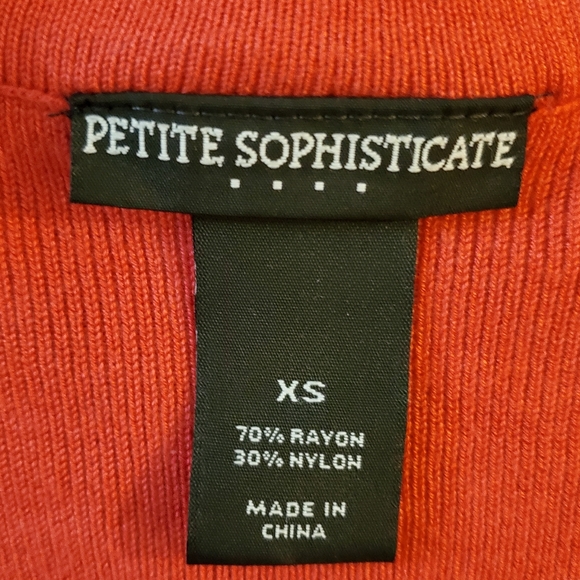 PETITE SOPHISTICATE
XS
70% RAYON
30% NYLON
MADE IN
CHINA